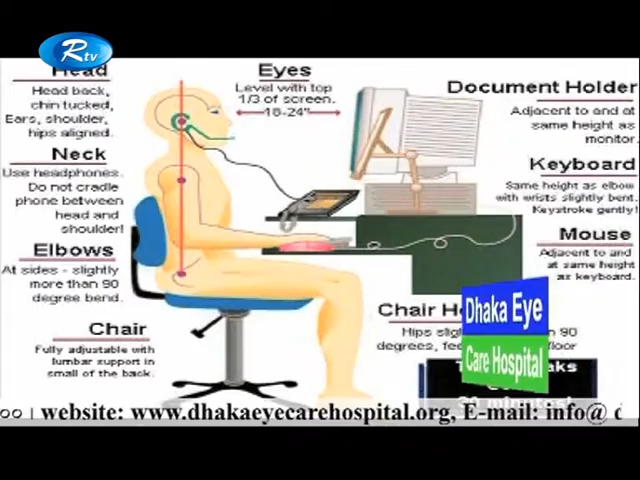 Rtv
Head
Head back,
chin tucked,
Ears, shoulder,
hips aligned.
Neck
Use headphones.
Do not cradle
phone between
head and
shoulder!
Elbows
At sides - slightly
more than 90
degree bend.
Chair
Fully adjustable with
lumbar support in
small of the back.
Eyes
Level with top
1/3 of screen.
18-24"
Document Holder
Adjacent to and at
same height as
monitor.
Keyboard
Same height as elbow
with wrists slightly bent.
Keystroke gently!
Mouse
Adjacent to and
at same height
as keyboard.
Chair
Hips 90
degrees,
Dhaka Eye
Care Hospital
website: www.dhakaeyecarehospital.org, E-mail: info@